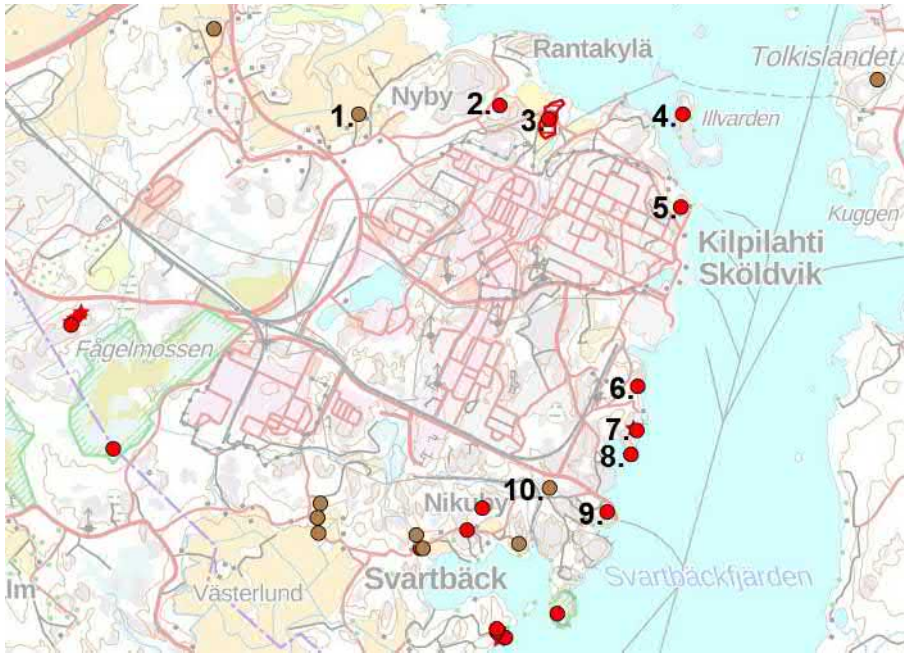 Rantakylä
Tolkislandet
Nyby
1.
2.
3.
4.
Illvarden
5.
Kuggen
Kilpilahti
Sköldvik
Fågelmossen
6.
7.
8.
10.
Nikuby
9.
Svartbäck
Svartbäckfjärden
Västerlund
lm